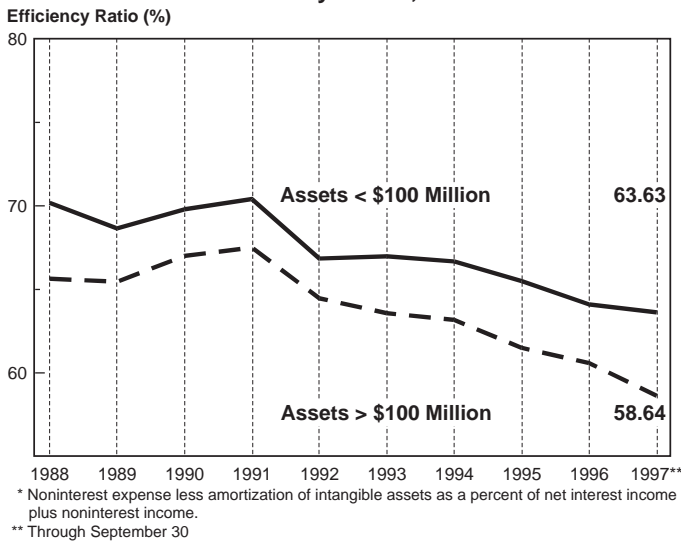 Efficiency Ratio (%)
80
70
60
Assets < $100 Million
63.63
Assets > $100 Million
58.64
1988 1989 1990 1991 1992 1993 1994 1995 1996 1997**
* Noninterest expense less amortization of intangible assets as a percent of net interest income
plus noninterest income.
** Through September 30